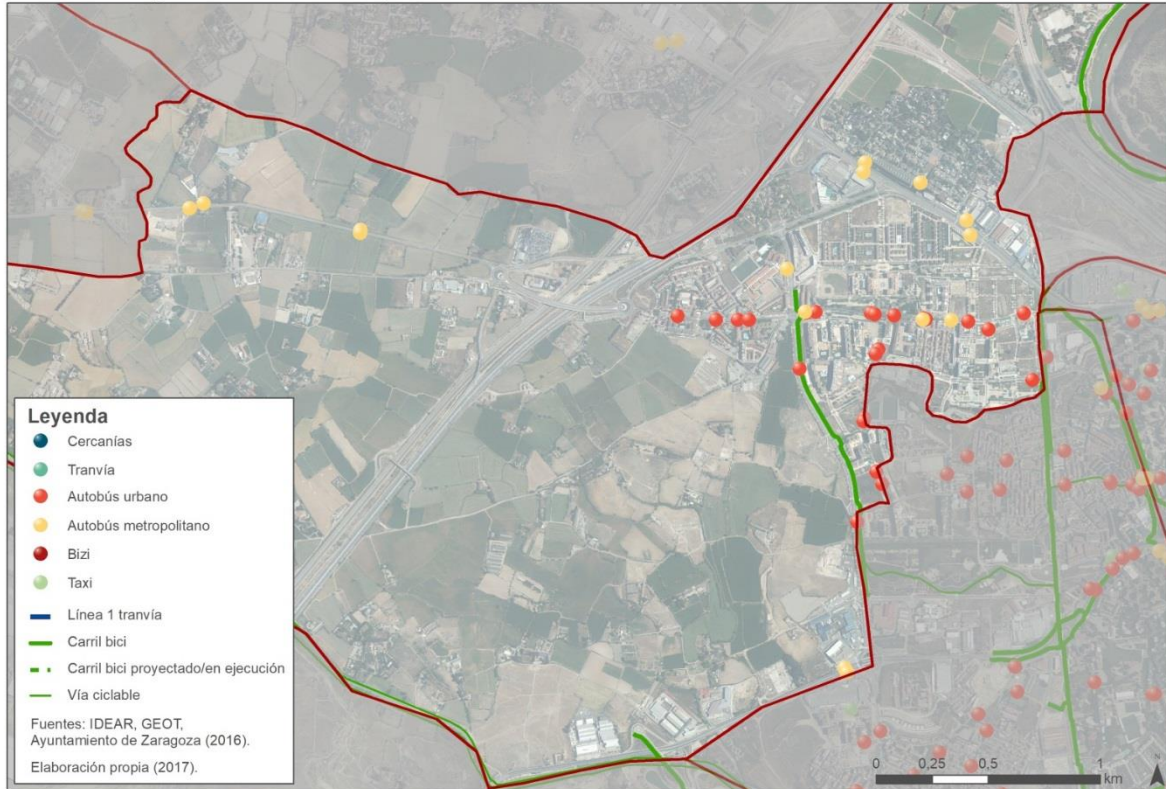 Leyenda
Cercanías
Tranvía
Autobús urbano
Autobús metropolitano
Bizi
Taxi
Línea 1 tranvía
Carril bici
Carril bici proyectado/en ejecución
Vía ciclable
Fuentes: IDEAR, GEOT,
Ayuntamiento de Zaragoza (2016).
Elaboración propia (2017).
0 0,25 0,5 1
km
N